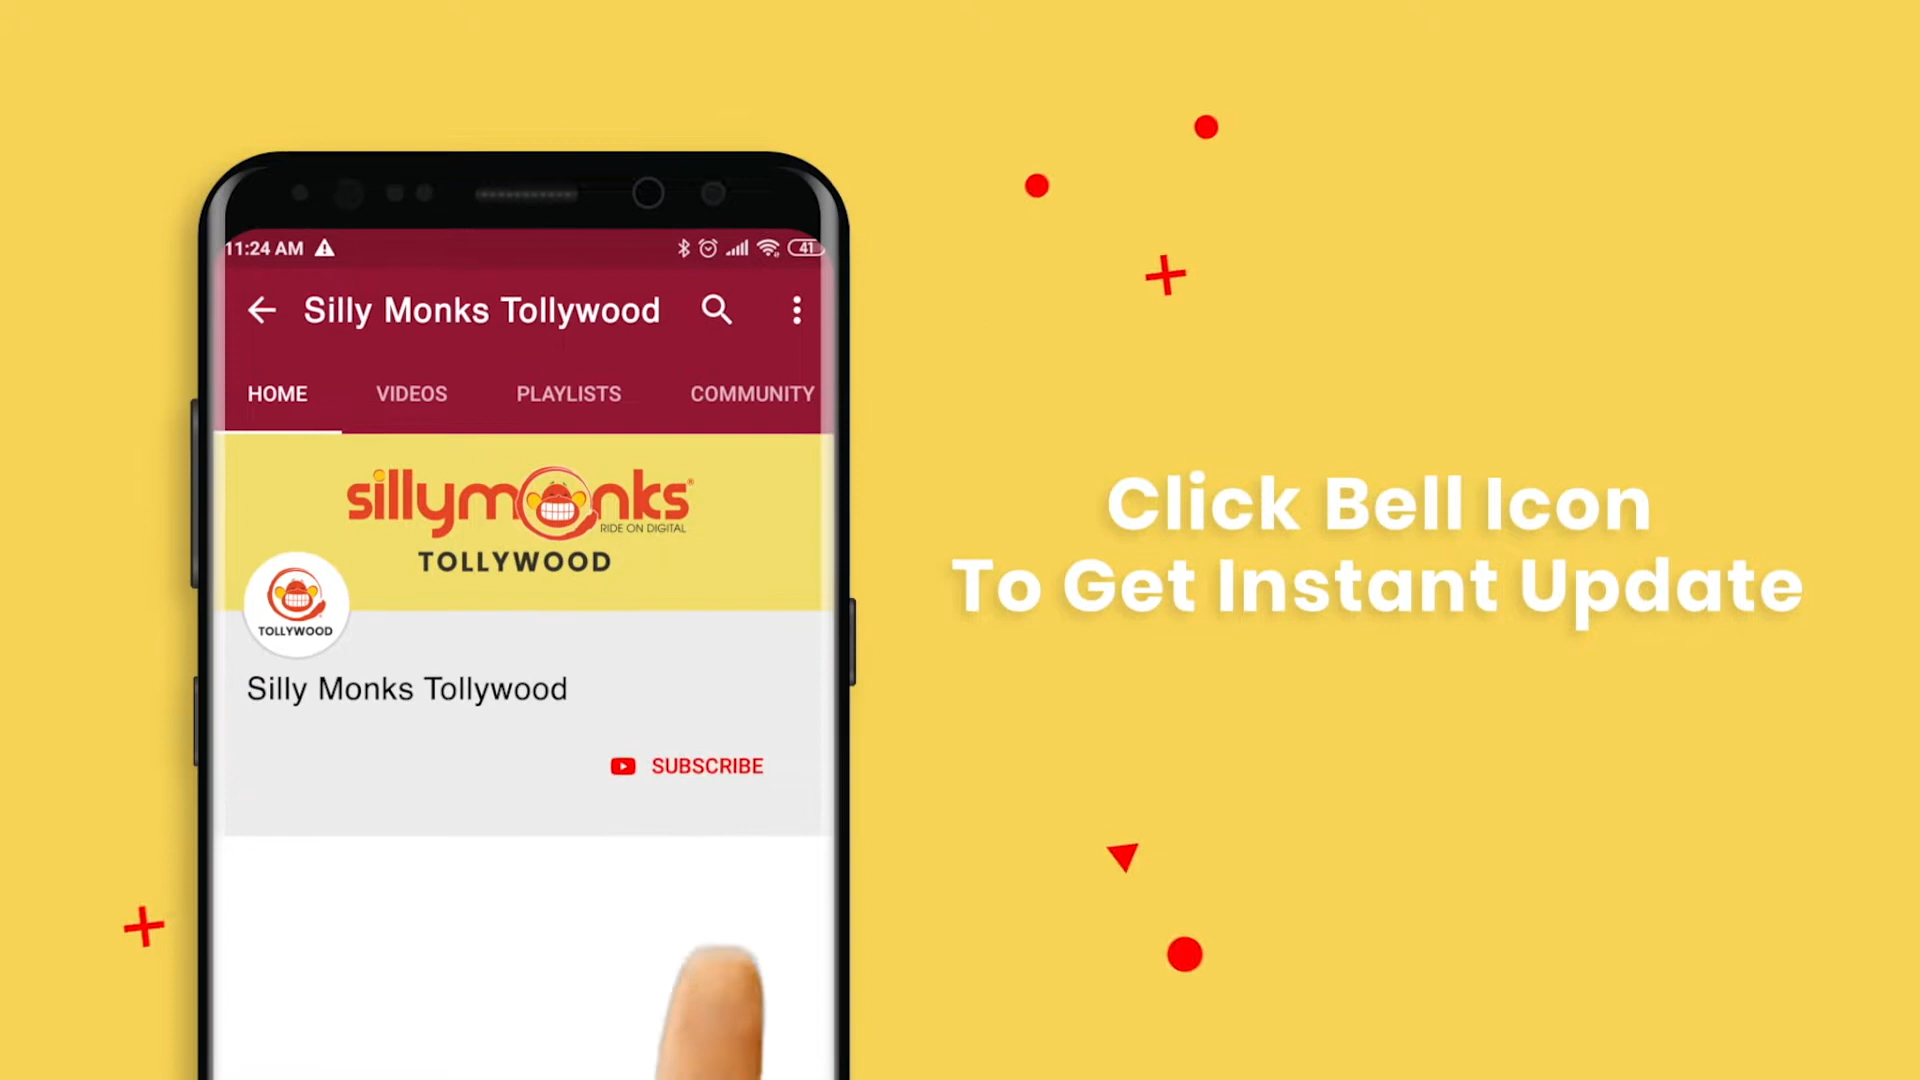 11:24 AM
41
Silly Monks Tollywood
HOME VIDEOS PLAYLISTS COMMUNITY
sillymonks®
RIDE ON DIGITAL
TOLLYWOOD
TOLLYWOOD
Silly Monks Tollywood
SUBSCRIBE
Click Bell Icon
To Get Instant Update